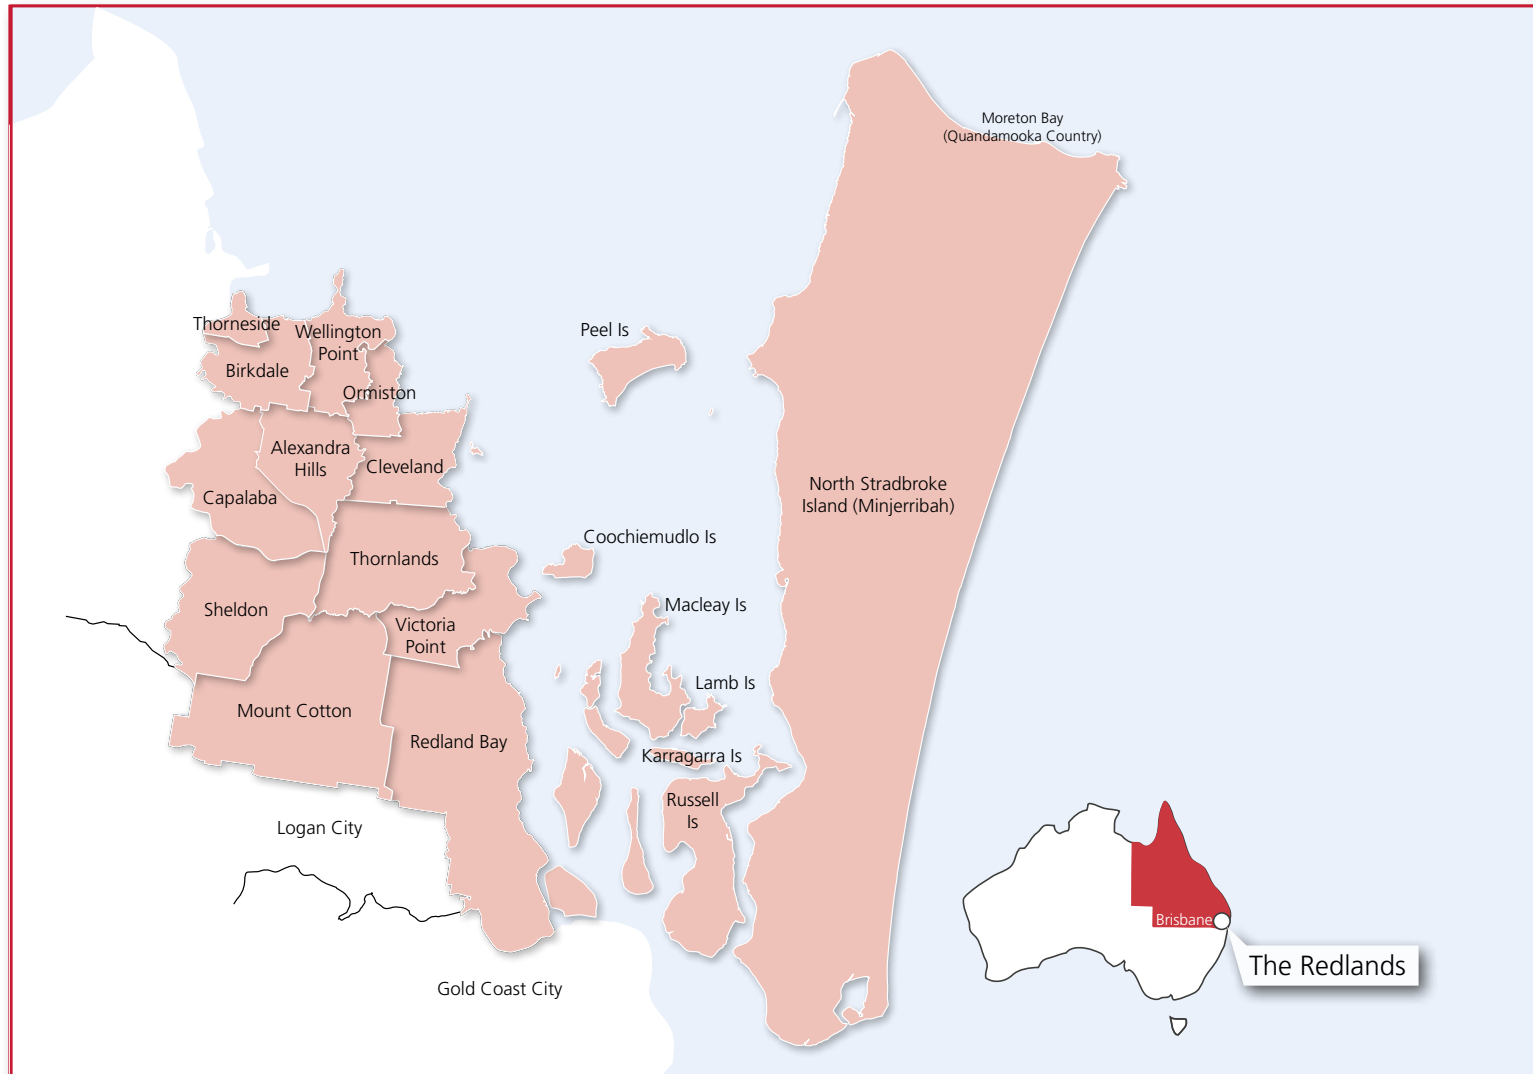 Moreton Bay
(Quandamooka Country)
Thorneside
Wellington
Point
Peel Is
Birkdale
Ormiston
Alexandra
Hills
Cleveland
Capalaba
North Stradbroke
Island (Minjerribah)
Coochiemudlo Is
Thornlands
Sheldon
Macleay Is
Victoria
Point
Lamb Is
Mount Cotton
Redland Bay
Karragarra Is
Russell
Is
Logan City
Brisbane
The Redlands
Gold Coast City